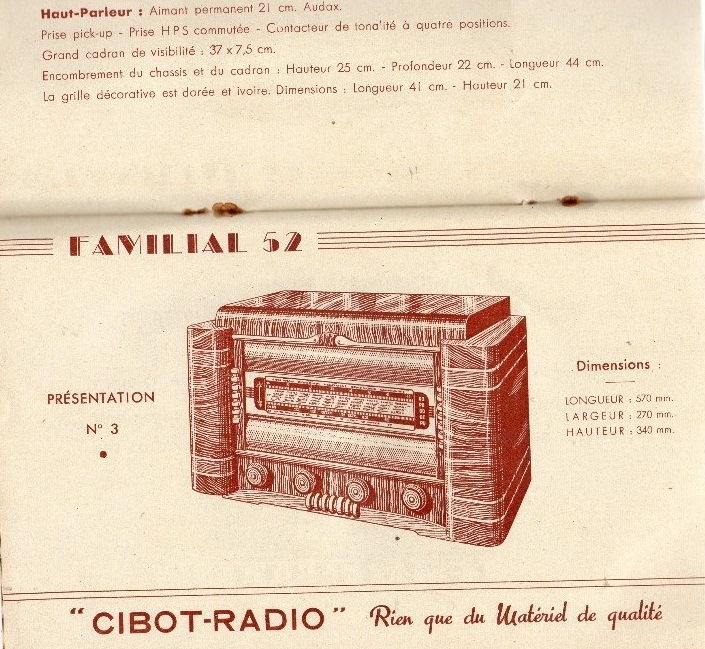 Haut-Parleur : Aimant permanent 21 cm. Audax.
Prise pick-up - Prise H P S commutée - Contacteur de tonalité à quatre positions.
Grand cadran de visibilité : 37 x 7,5 cm.
Encombrement du chassis et du cadran : Hauteur 25 cm. - Profondeur 22 cm. - Longueur 44 cm.
La grille décorative est dorée et ivoire. Dimensions : Longueur 41 cm. - Hauteur 21 cm.
FAMILIAL 52
PRÉSENTATION
N° 3
Dimensions :
LONGUEUR : 570 mm.
LARGEUR : 270 mm.
HAUTEUR : 340 mm.
"CIBOT-RADIO" Rien que du Matériel de qualité